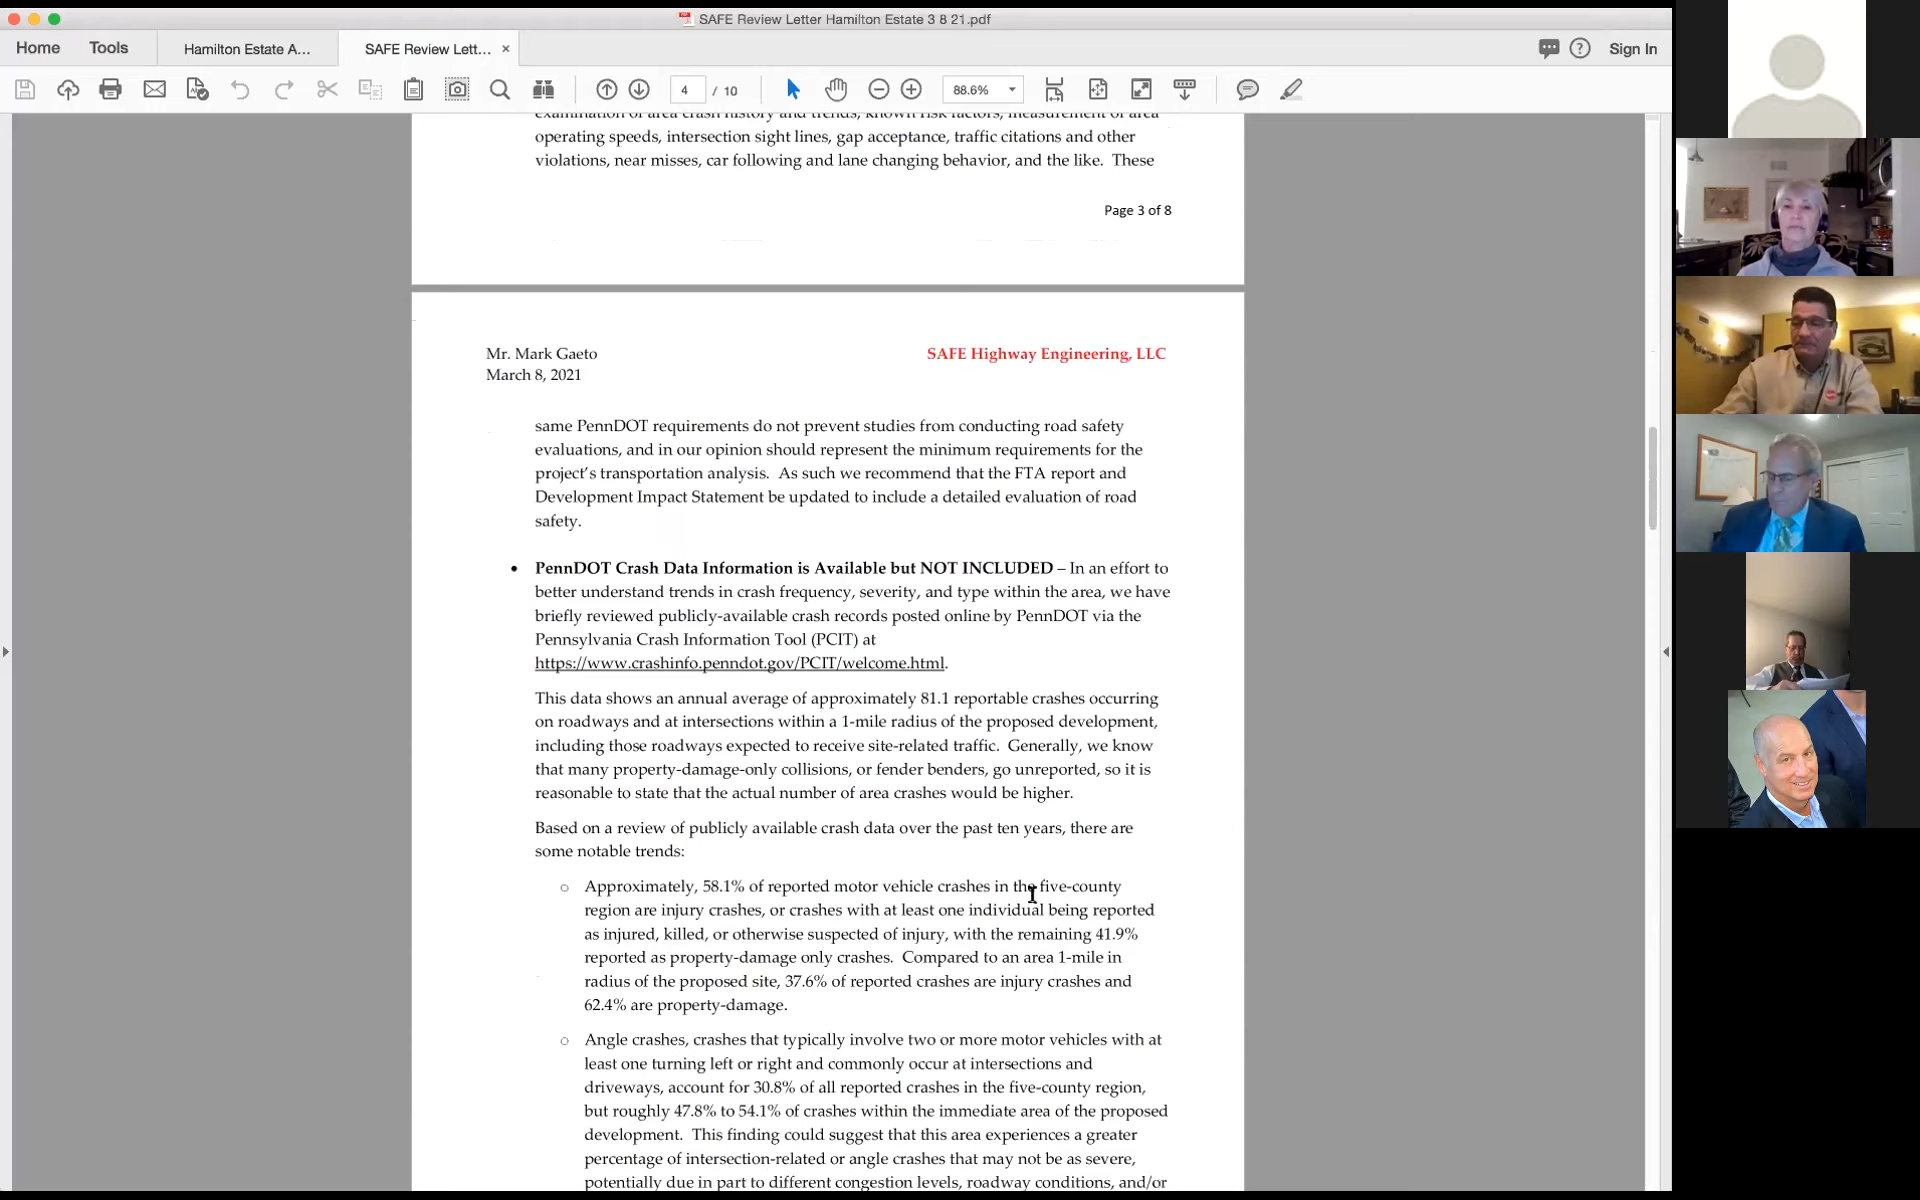 SAFE Review Letter Hamilton Estate 3 8 21.pdf
Home
Tools
Hamilton Estate A...
SAFE Review Lett...
Sign In
4 / 10
88.6%
examination of area crash history and trends, known risk factors, measurement of area
operating speeds, intersection sight lines, gap acceptance, traffic citations and other
violations, near misses, car following and lane changing behavior, and the like. These
Page 3 of 8
Mr. Mark Gaeto
SAFE Highway Engineering, LLC
March 8, 2021
same PennDOT requirements do not prevent studies from conducting road safety
evaluations, and in our opinion should represent the minimum requirements for the
project's transportation analysis. As such we recommend that the FTA report and
Development Impact Statement be updated to include a detailed evaluation of road
safety.
• PennDOT Crash Data Information is Available but NOT INCLUDED – In an effort to
better understand trends in crash frequency, severity, and type within the area, we have
briefly reviewed publicly-available crash records posted online by PennDOT via the
Pennsylvania Crash Information Tool (PCIT) at
https://www.crashinfo.penndot.gov/PCIT/welcome.html.
This data shows an annual average of approximately 81.1 reportable crashes occurring
on roadways and at intersections within a 1-mile radius of the proposed development,
including those roadways expected to receive site-related traffic. Generally, we know
that many property-damage-only collisions, or fender benders, go unreported, so it is
reasonable to state that the actual number of area crashes would be higher.
Based on a review of publicly available crash data over the past ten years, there are
some notable trends:
○ Approximately, 58.1% of reported motor vehicle crashes in the five-county
region are injury crashes, or crashes with at least one individual being reported
as injured, killed, or otherwise suspected of injury, with the remaining 41.9%
reported as property-damage only crashes. Compared to an area 1-mile in
radius of the proposed site, 37.6% of reported crashes are injury crashes and
62.4% are property-damage.
○ Angle crashes, crashes that typically involve two or more motor vehicles with at
least one turning left or right and commonly occur at intersections and
driveways, account for 30.8% of all reported crashes in the five-county region,
but roughly 47.8% to 54.1% of crashes within the immediate area of the proposed
development. This finding could suggest that this area experiences a greater
percentage of intersection-related or angle crashes that may not be as severe,
potentially due in part to different congestion levels, roadway conditions, and/or